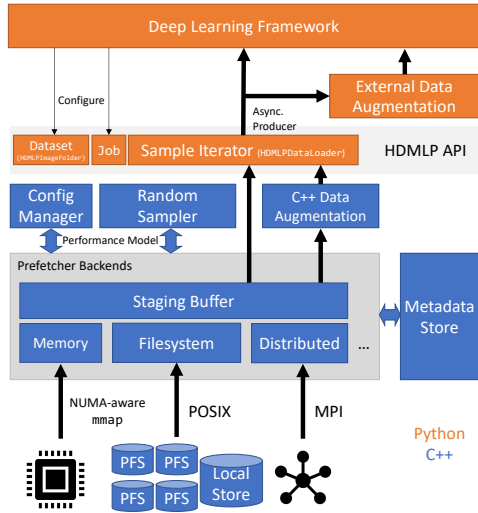 Deep Learning Framework
External Data
Augmentation
Configure
Async.
Producer
Dataset
(HDMLPImageFolder)
Job
Sample Iterator (HDMLPDataLoader)
HDMLP API
Config
Manager
Random
Sampler
C++ Data
Augmentation
Performance Model
Prefetcher Backends
Staging Buffer
Metadata
Store
Memory
Filesystem
Distributed
...
NUMA-aware
mmap
POSIX
MPI
PFS
PFS
Local
Store
PFS
PFS
Python
C++